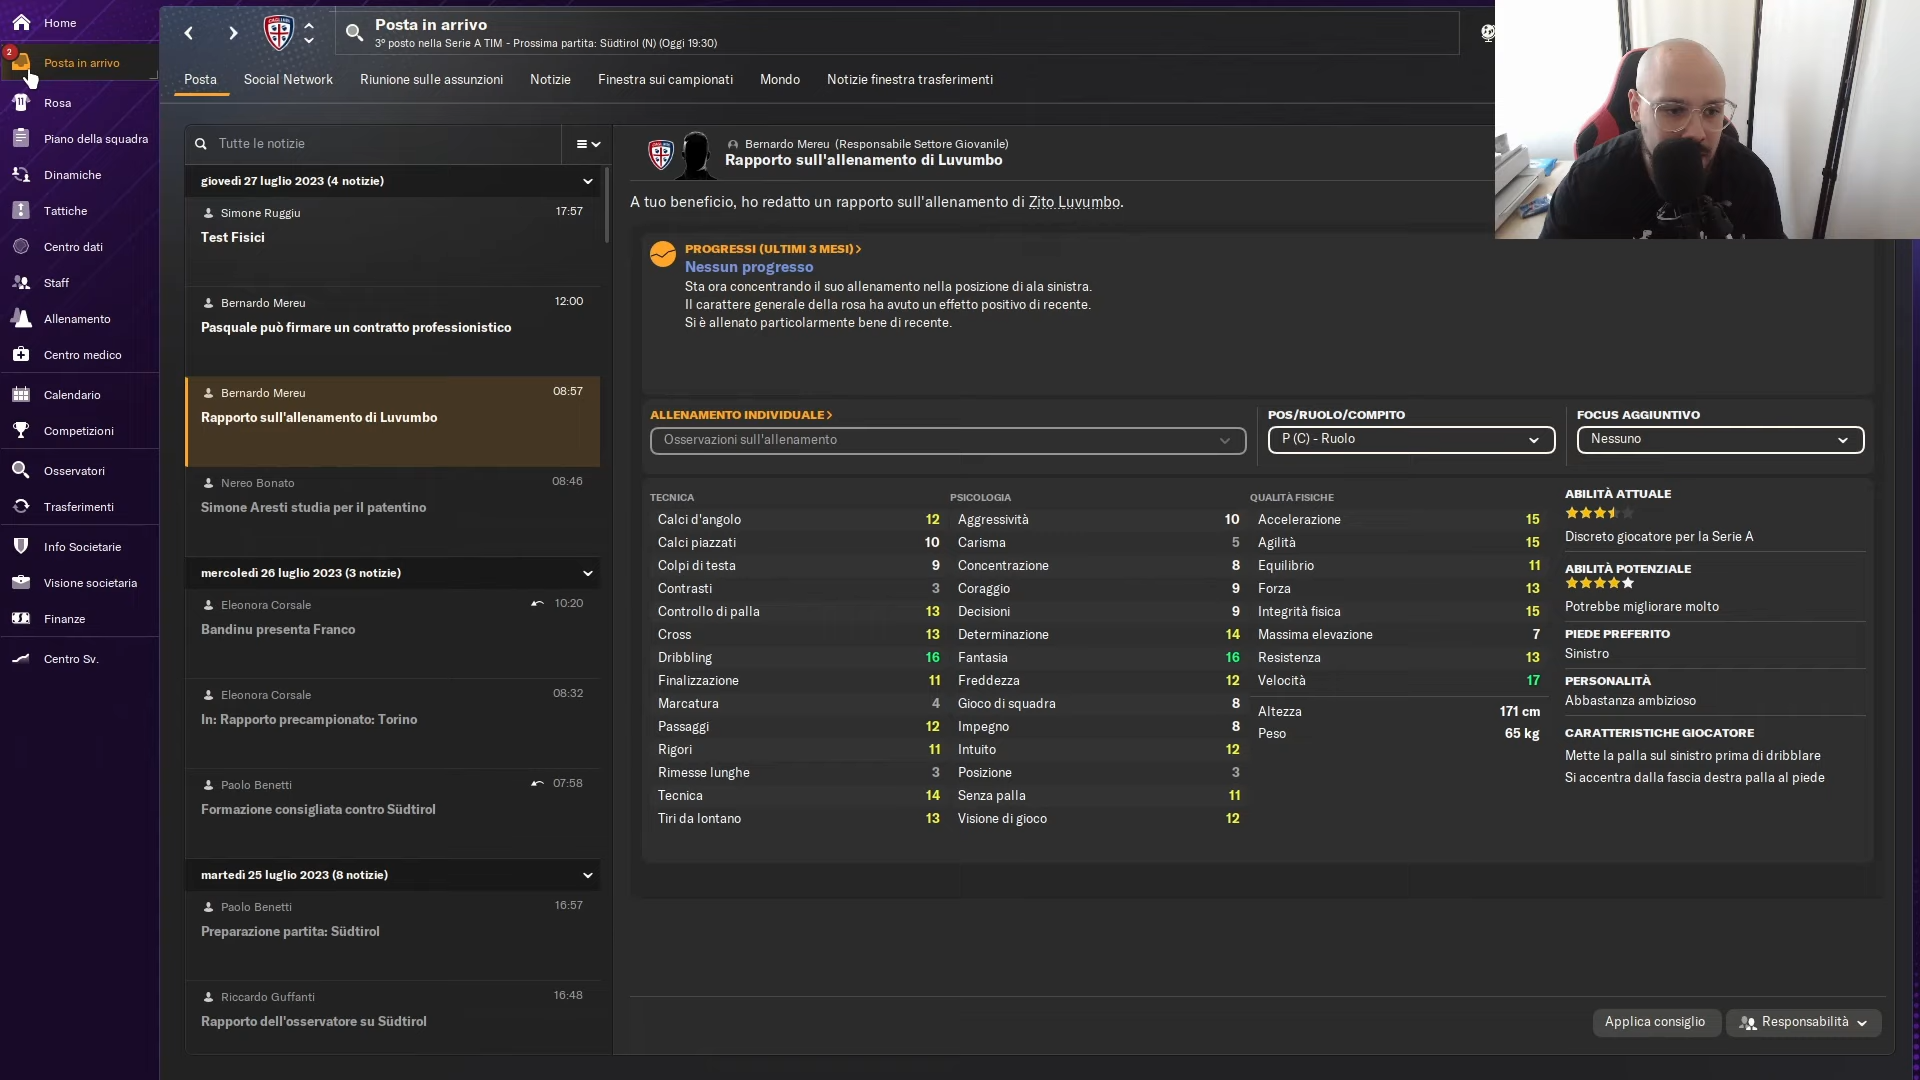 Home
2
Posta in arrivo
Rosa
Piano della squadra
Dinamiche
Tattiche
Centro dati
Staff
Allenamento
Centro medico
Calendario
Competizioni
Osservatori
Trasferimenti
Info Societarie
Visione societaria
Finanze
Centro Sv.
Posta in arrivo
3° posto nella Serie A TIM - Prossima partita: Südtirol (N) (Oggi 19:30)
Posta Social Network Riunione sulle assunzioni Notizie Finestra sui campionati Mondo Notizie finestra trasferimenti
Tutte le notizie
giovedì 27 luglio 2023 (4 notizie)
Simone Ruggiu 17:57
Test Fisici
Bernardo Mereu 12:00
Pasquale può firmare un contratto professionistico
Bernardo Mereu 08:57
Rapporto sull'allenamento di Luvumbo
Nereo Bonato 08:46
Simone Aresti studia per il patentino
mercoledì 26 luglio 2023 (3 notizie)
Eleonora Corsale 10:20
Bandinu presenta Franco
Eleonora Corsale 08:32
In: Rapporto precampionato: Torino
Paolo Benetti 07:58
Formazione consigliata contro Südtirol
martedì 25 luglio 2023 (8 notizie)
Paolo Benetti 16:57
Preparazione partita: Südtirol
Riccardo Guffanti 16:48
Rapporto dell'osservatore su Südtirol
Bernardo Mereu (Responsabile Settore Giovanile)
Rapporto sull'allenamento di Luvumbo
A tuo beneficio, ho redatto un rapporto sull'allenamento di Zito Luvumbo.
PROGRESSI (ULTIMI 3 MESI)
Nessun progresso
Sta ora concentrando il suo allenamento nella posizione di ala sinistra.
Il carattere generale della rosa ha avuto un effetto positivo di recente.
Si è allenato particolarmente bene di recente.
ALLENAMENTO INDIVIDUALE POS/RUOLO/COMPITO FOCUS AGGIUNTIVO
Osservazioni sull'allenamento P (C) - Ruolo Nessuno
TECNICA PSICOLOGIA QUALITÀ FISICHE
Calci d'angolo 12 Aggressività 10 Accelerazione 15
Calci piazzati 10 Carisma 5 Agilità 15
Colpi di testa 9 Concentrazione 8 Equilibrio 11
Contrasti 3 Coraggio 9 Forza 13
Controllo di palla 13 Decisioni 9 Integrità fisica 15
Cross 13 Determinazione 14 Massima elevazione 7
Dribbling 16 Fantasia 16 Resistenza 13
Finalizzazione 11 Freddezza 12 Velocità 17
Marcatura 4 Gioco di squadra 8 Altezza 171 cm
Passaggi 12 Impegno 8 Peso 65 kg
Rigori 11 Intuito 12
Rimesse lunghe 3 Posizione 3
Tecnica 14 Senza palla 11
Tiri da lontano 13 Visione di gioco 12
ABILITÀ ATTUALE
Discreto giocatore per la Serie A
ABILITÀ POTENZIALE
Potrebbe migliorare molto
PIEDE PREFERITO
Sinistro
PERSONALITÀ
Abbastanza ambizioso
CARATTERISTICHE GIOCATORE
Mette la palla sul sinistro prima di dribblare
Si accentra dalla fascia destra palla al piede
Applica consiglio Responsabilità